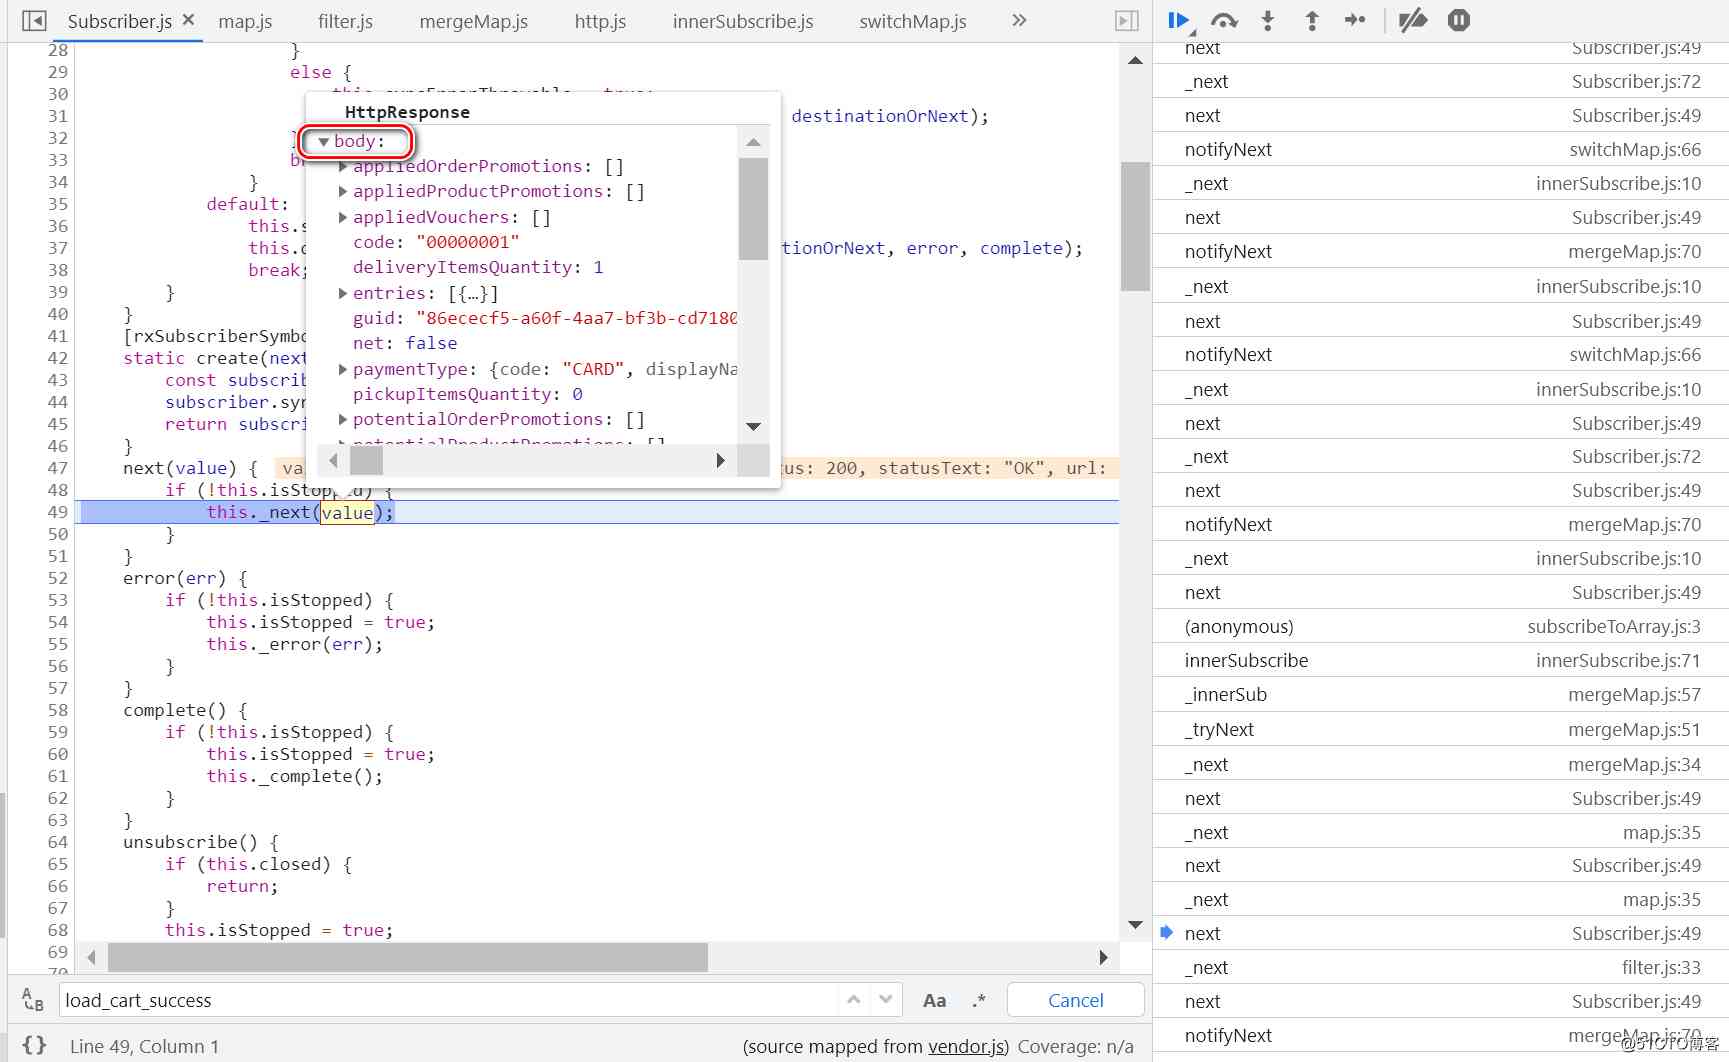 Subscriber.js ✕ map.js filter.js mergeMap.js http.js innerSubscribe.js switchMap.js »
28 }
29 else {
30
31 destinationOrNext);
32 }
33
34 }
35 default:
36 this.s
37 this. tionOrNext, error, complete);
38 break;
39 }
40 }
41 [rxSubscriberSymbo
42 static create(next
43 const subscrib
44 subscriber.syn
45 return subscri
46 }
47 next(value) { va tus: 200, statusText: "OK", url:
48 if (!this.isStopped) {
49 this._next(value);
50 }
51 }
52 error(err) {
53 if (!this.isStopped) {
54 this.isStopped = true;
55 this._error(err);
56 }
57 }
58 complete() {
59 if (!this.isStopped) {
60 this.isStopped = true;
61 this._complete();
62 }
63 }
64 unsubscribe() {
65 if (this.closed) {
66 return;
67 }
68 this.isStopped = true;
69
70
HttpResponse
body:
appliedOrderPromotions: []
appliedProductPromotions: []
appliedVouchers: []
code: "00000001"
deliveryItemsQuantity: 1
entries: [{…}]
guid: "86ececf5-a60f-4aa7-bf3b-cd7180
net: false
paymentType: {code: "CARD", displayNa
pickupItemsQuantity: 0
potentialOrderPromotions: []
potentialProductPromotions: []
load_cart_success Aa .* Cancel
{} Line 49, Column 1 (source mapped from vendor.js) Coverage: n/a
next Subscriber.js:49
_next Subscriber.js:72
next Subscriber.js:49
notifyNext switchMap.js:66
_next innerSubscribe.js:10
next Subscriber.js:49
notifyNext mergeMap.js:70
_next innerSubscribe.js:10
next Subscriber.js:49
notifyNext switchMap.js:66
_next innerSubscribe.js:10
next Subscriber.js:49
_next Subscriber.js:72
next Subscriber.js:49
notifyNext mergeMap.js:70
_next innerSubscribe.js:10
next Subscriber.js:49
(anonymous) subscribeToArray.js:3
innerSubscribe innerSubscribe.js:71
_innerSub mergeMap.js:57
_tryNext mergeMap.js:51
_next mergeMap.js:34
next Subscriber.js:49
_next map.js:35
next Subscriber.js:49
_next map.js:35
next Subscriber.js:49
_next filter.js:33
next Subscriber.js:49
notifyNext mergeMap.js:70
@51CTO博客